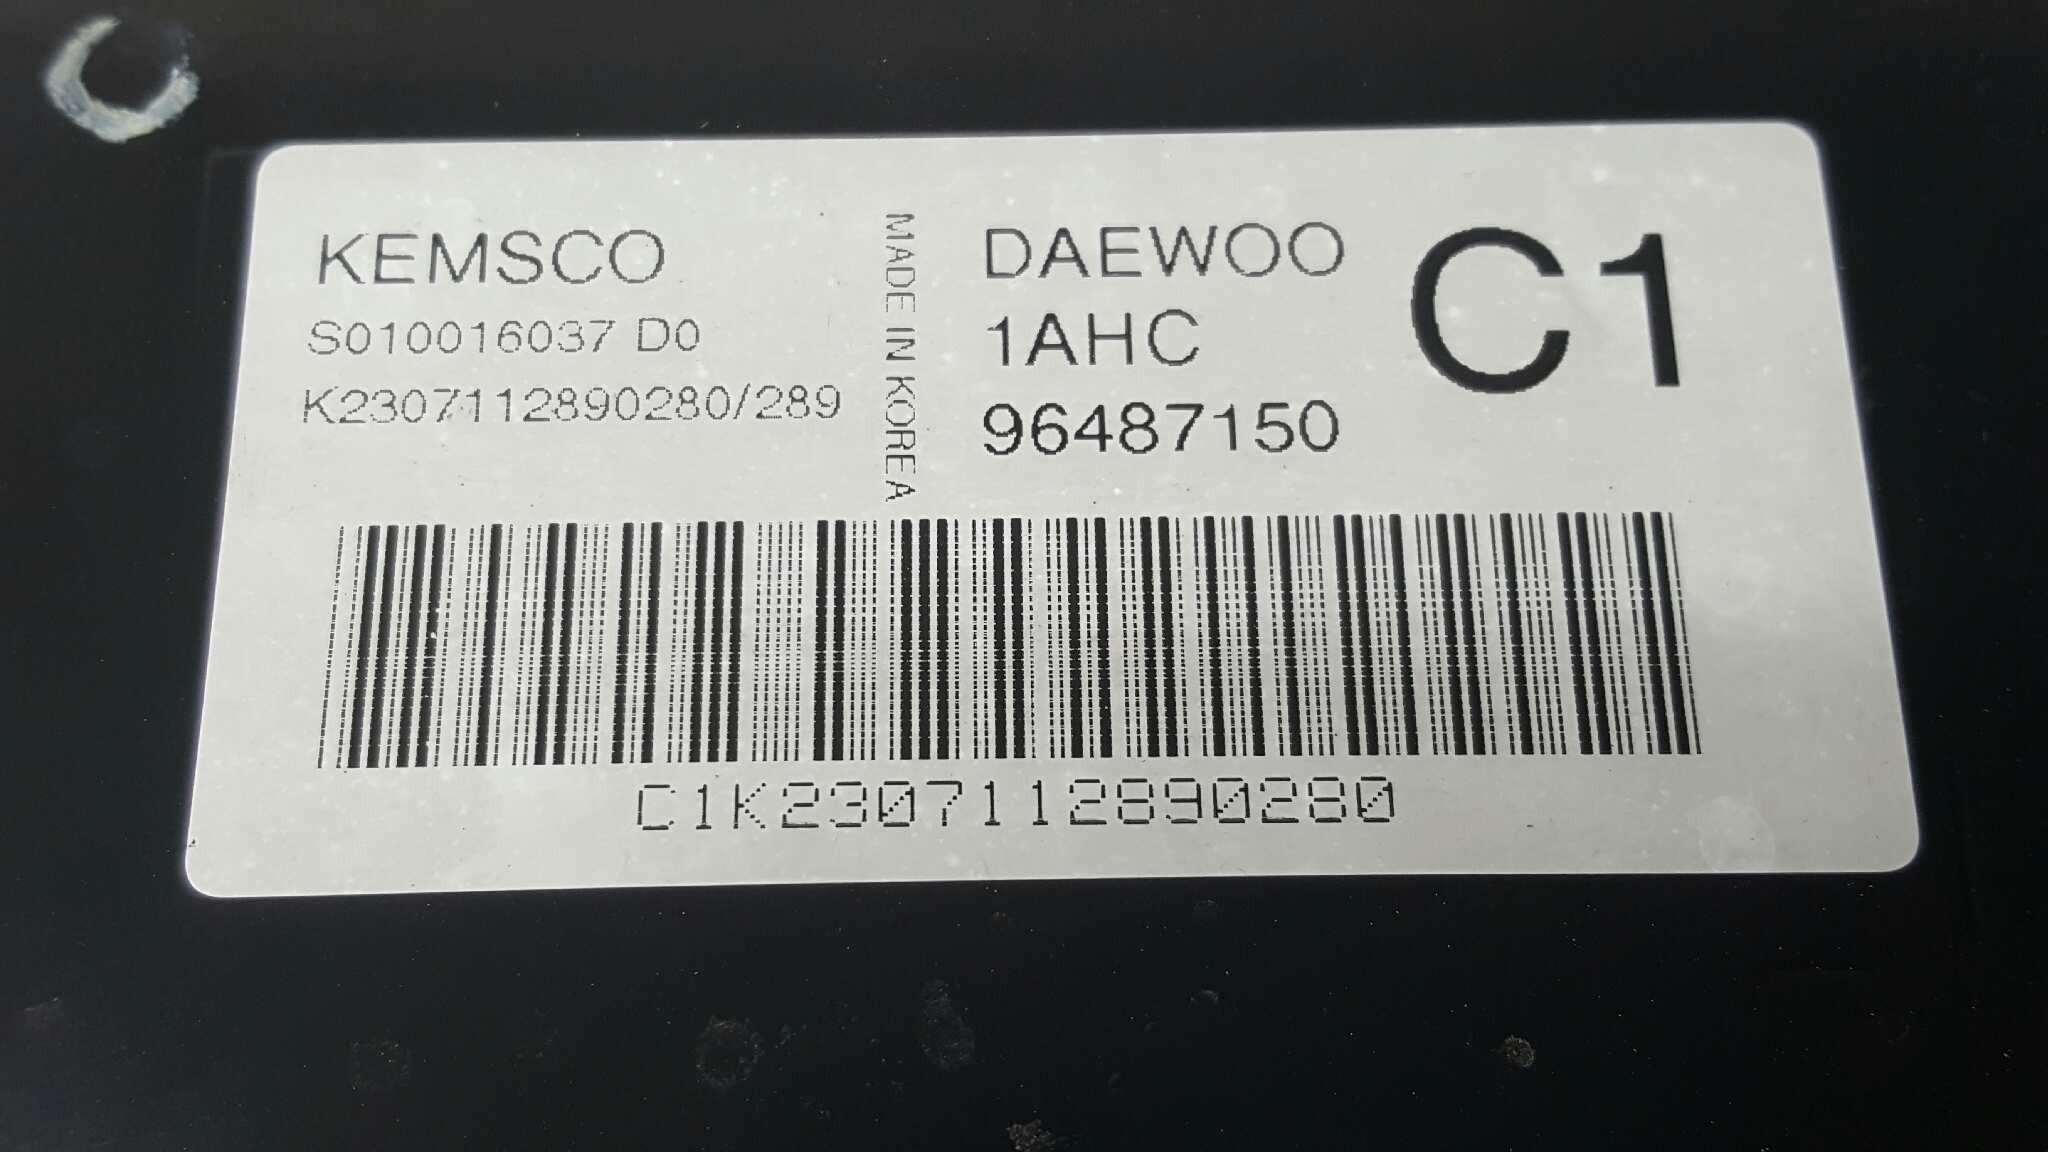 KEMSCO
S010016037 D0
K2307112890280/289
MADE IN KOREA
DAEWOO
1AHC
96487150
C1
C1K2307112890280